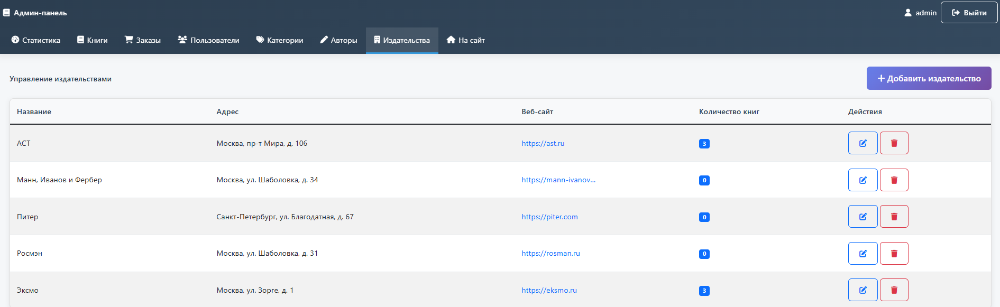 Админ-панель admin Выйти
Статистика Книги Заказы Пользователи Категории Авторы Издательства На сайт
Управление издательствами + Добавить издательство
Название Адрес Веб-сайт Количество книг Действия
АСТ Москва, пр-т Мира, д. 106 https://ast.ru 3
Манн, Иванов и Фербер Москва, ул. Шаболовка, д. 34 https://mann-ivanov... 0
Питер Санкт-Петербург, ул. Благодатная, д. 67 https://piter.com 0
Росмэн Москва, ул. Шаболовка, д. 31 https://rosman.ru 0
Эксмо Москва, ул. Зорге, д. 1 https://eksmo.ru 3